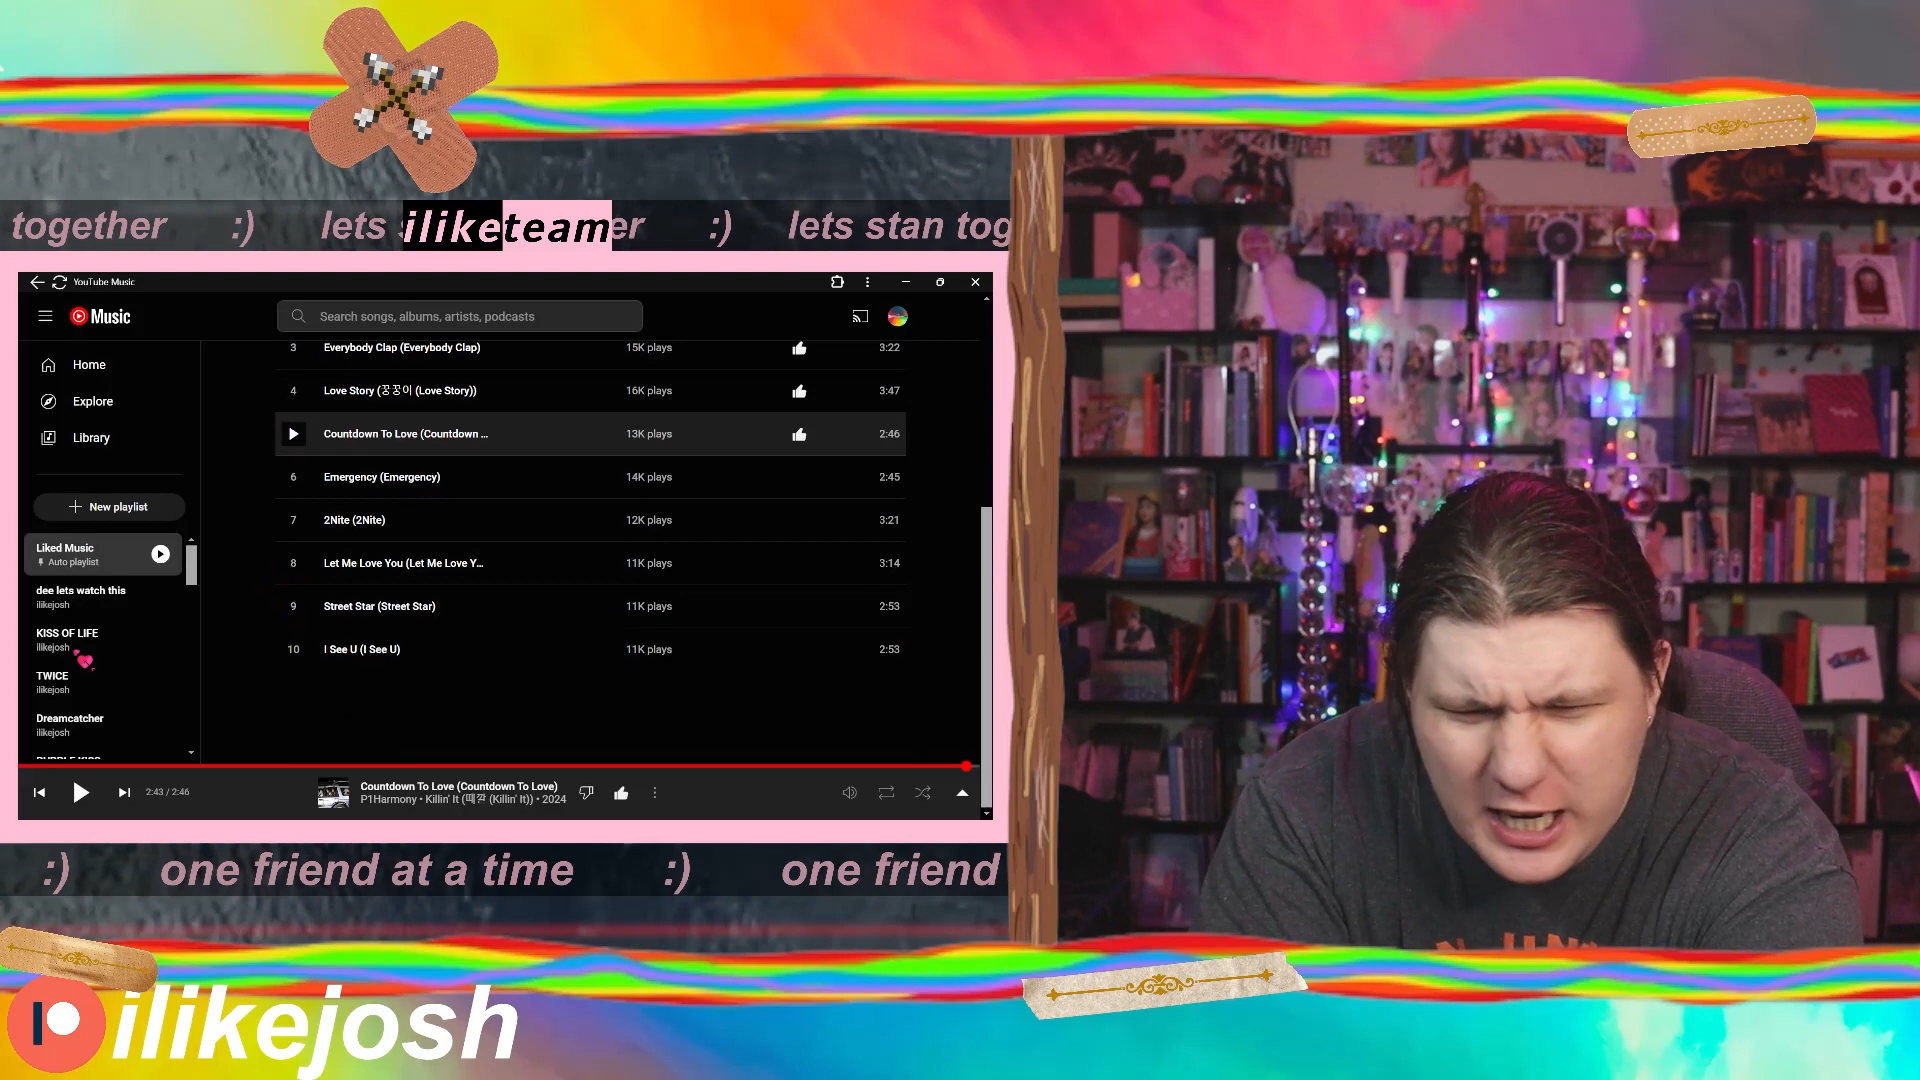 together :) lets iliketeamer :) lets stan tog
YouTube Music
Music
Search songs, albums, artists, podcasts
Home
Explore
Library
New playlist
Liked Music
Auto playlist
dee lets watch this
ilikejosh
KISS OF LIFE
ilikejosh
TWICE
ilikejosh
Dreamcatcher
ilikejosh
3 Everybody Clap (Everybody Clap) 15K plays 3:22
4 Love Story (꿍꿍이 (Love Story)) 16K plays 3:47
Countdown To Love (Countdown ... 13K plays 2:46
6 Emergency (Emergency) 14K plays 2:45
7 2Nite (2Nite) 12K plays 3:21
8 Let Me Love You (Let Me Love Y... 11K plays 3:14
9 Street Star (Street Star) 11K plays 2:53
10 I See U (I See U) 11K plays 2:53
2:43 / 2:46
Countdown To Love (Countdown To Love)
P1Harmony • Killin' It (때깔 (Killin' It)) • 2024
:) one friend at a time :) one friend
ilikejosh